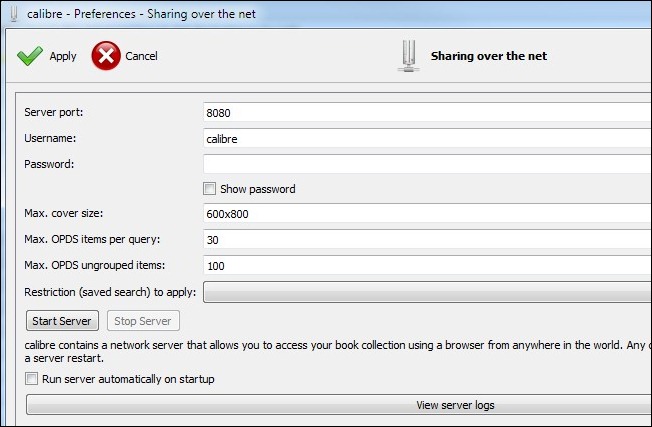 calibre - Preferences - Sharing over the net
Apply
Cancel
Sharing over the net
Server port:
8080
Username:
calibre
Password:
Show password
Max. cover size:
600x800
Max. OPDS items per query:
30
Max. OPDS ungrouped items:
100
Restriction (saved search) to apply:
Start Server
Stop Server
calibre contains a network server that allows you to access your book collection using a browser from anywhere in the world. Any
a server restart.
Run server automatically on startup
View server logs